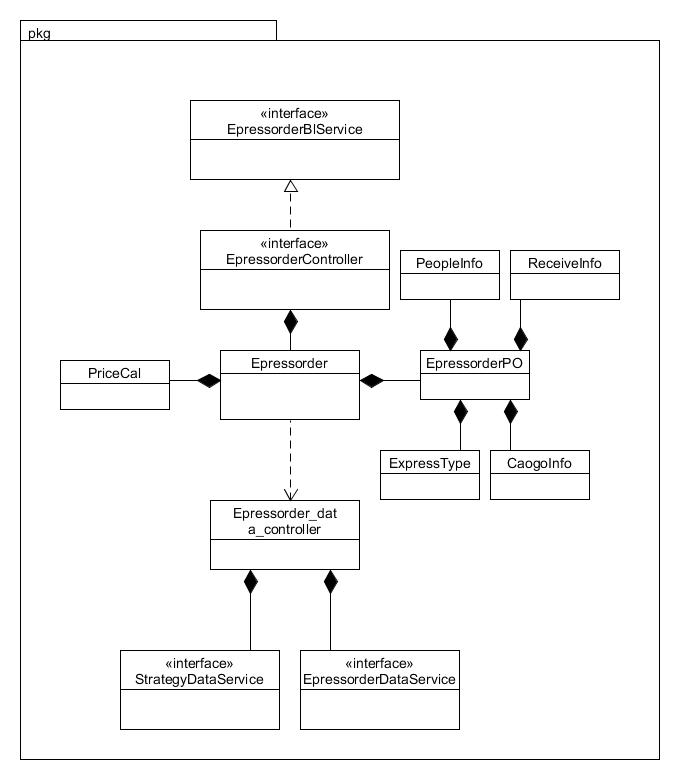 pkg
«interface»
EpressorderBlService
«interface»
EpressorderController
PeopleInfo
ReceiveInfo
PriceCal
Epressorder
EpressorderPO
ExpressType
CaogoInfo
Epressorder_dat
a_controller
«interface»
StrategyDataService
«interface»
EpressorderDataService